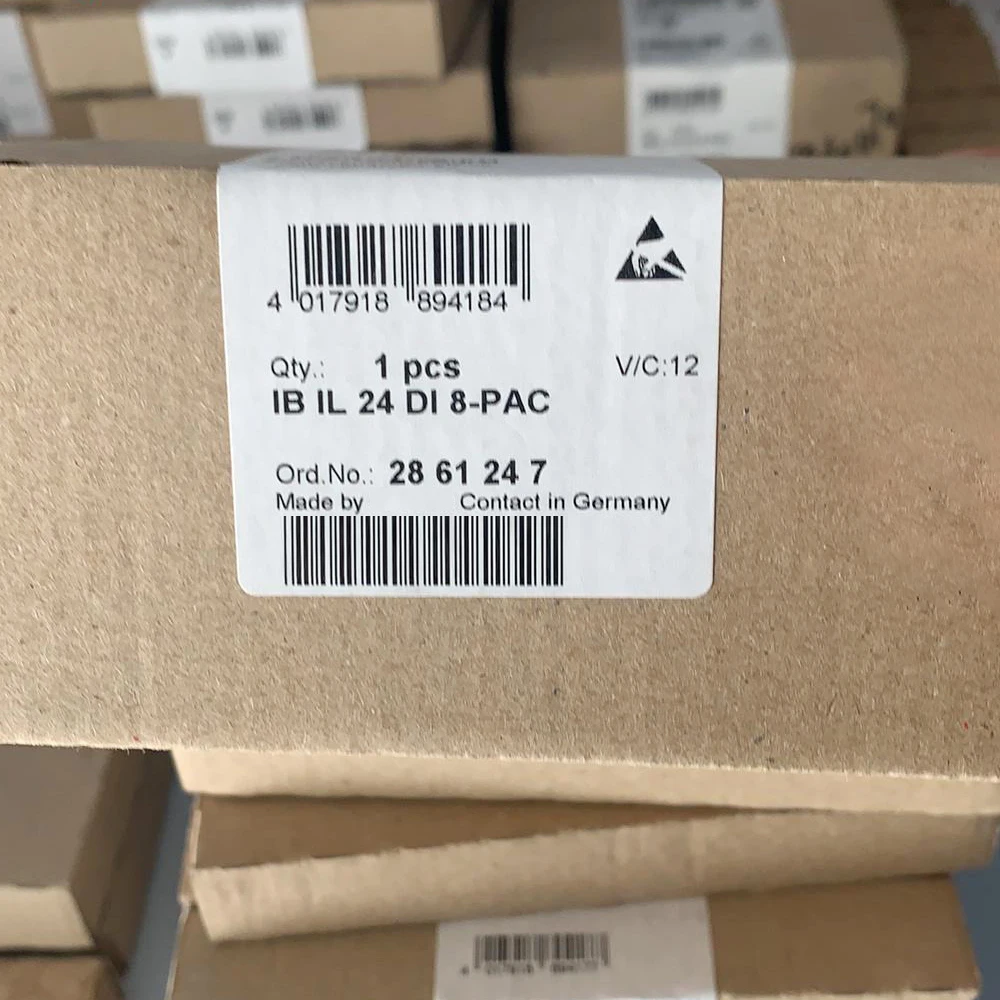 4 017918 894184
Qty.: 1 pcs V/C:12
IB IL 24 DI 8-PAC
Ord.No.: 28 61 24 7
Made by Contact in Germany